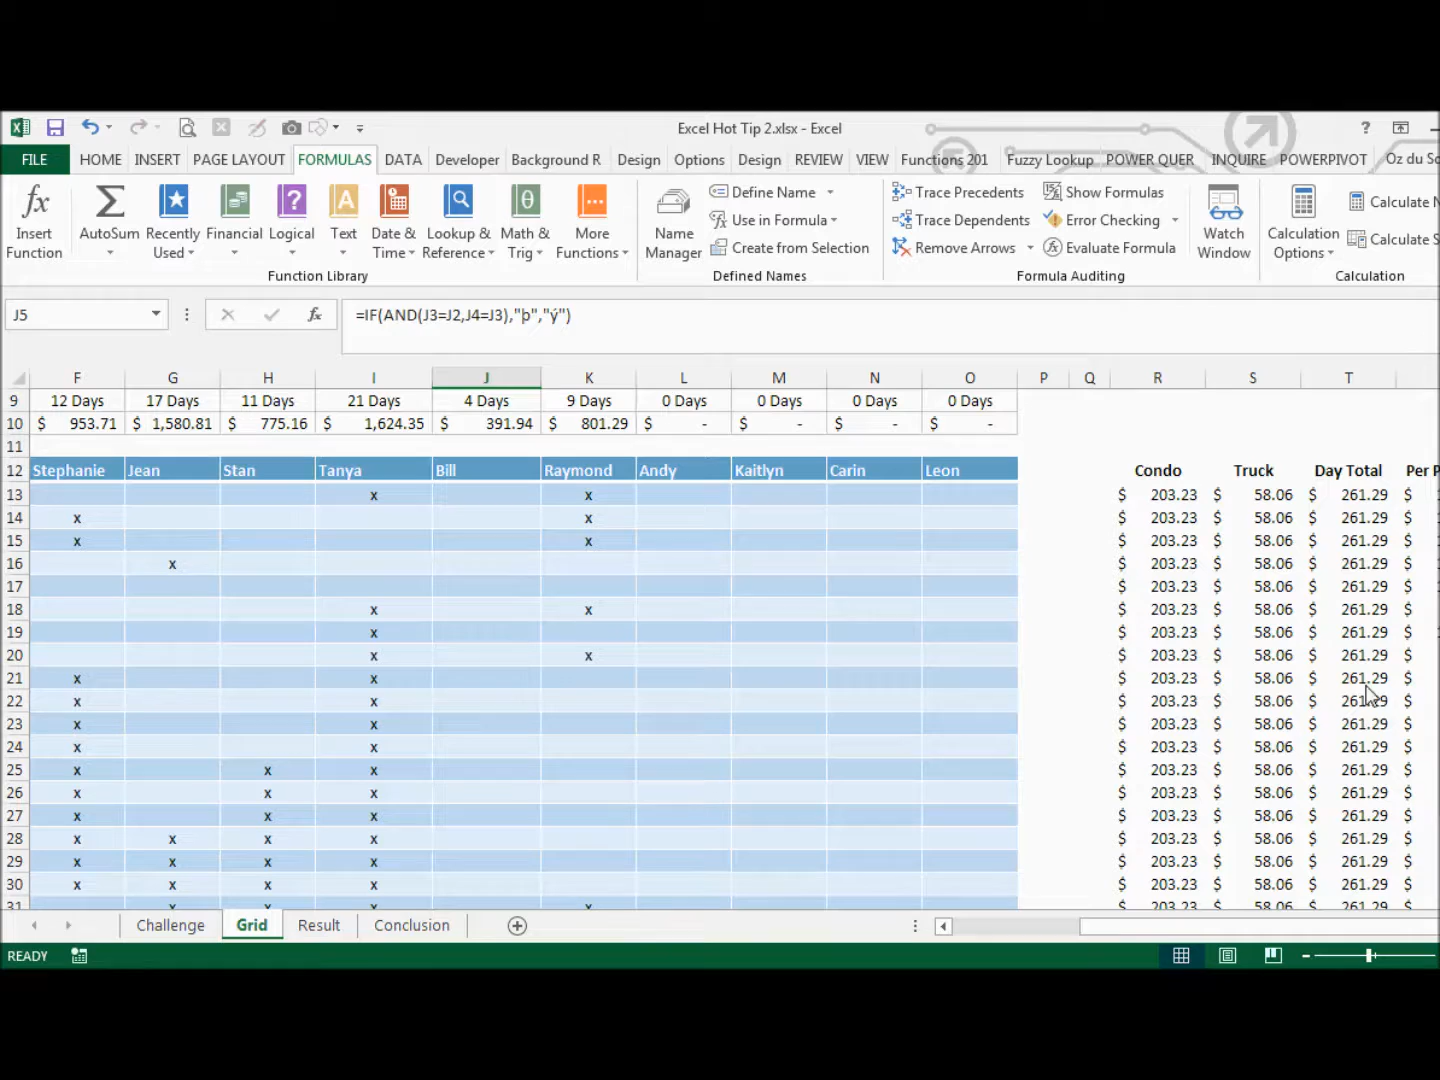 Excel Hot Tip 2.xlsx - Excel
?
FILE HOME INSERT PAGE LAYOUT FORMULAS DATA Developer Background R Design Options Design REVIEW VIEW Functions 201 Fuzzy Lookup POWER QUER INQUIRE POWERPIVOT Oz du So
fx Σ ? A θ ...
Insert Function
AutoSum
Recently Used
Financial
Logical
Text
Date & Time
Lookup & Reference
Math & Trig
More Functions
Function Library
Name Manager
Define Name
Use in Formula
Create from Selection
Defined Names
Trace Precedents
Trace Dependents
Remove Arrows
Show Formulas
Error Checking
Evaluate Formula
Formula Auditing
Watch Window
Calculation Options
Calculate N
Calculate S
Calculation
J5 fx =IF(AND(J3=J2,J4=J3),"þ","ý")
F G H I J K L M N O P Q R S T
9 12 Days 17 Days 11 Days 21 Days 4 Days 9 Days 0 Days 0 Days 0 Days 0 Days
10 $ 953.71 $ 1,580.81 $ 775.16 $ 1,624.35 $ 391.94 $ 801.29 $ - $ - $ - $ -
11
12 Stephanie Jean Stan Tanya Bill Raymond Andy Kaitlyn Carin Leon Condo Truck Day Total Per P
13 x x $ 203.23 $ 58.06 $ 261.29 $
14 x x $ 203.23 $ 58.06 $ 261.29 $
15 x x $ 203.23 $ 58.06 $ 261.29 $
16 x $ 203.23 $ 58.06 $ 261.29 $
17 $ 203.23 $ 58.06 $ 261.29 $
18 x x $ 203.23 $ 58.06 $ 261.29 $
19 x $ 203.23 $ 58.06 $ 261.29 $
20 x x $ 203.23 $ 58.06 $ 261.29 $
21 x x $ 203.23 $ 58.06 $ 261.29 $
22 x x $ 203.23 $ 58.06 $ 261.29 $
23 x x $ 203.23 $ 58.06 $ 261.29 $
24 x x $ 203.23 $ 58.06 $ 261.29 $
25 x x x $ 203.23 $ 58.06 $ 261.29 $
26 x x x $ 203.23 $ 58.06 $ 261.29 $
27 x x x $ 203.23 $ 58.06 $ 261.29 $
28 x x x x $ 203.23 $ 58.06 $ 261.29 $
29 x x x x $ 203.23 $ 58.06 $ 261.29 $
30 x x x x $ 203.23 $ 58.06 $ 261.29 $
31 x x x x $ 203.23 $ 58.06 $ 261.29 $
Challenge Grid Result Conclusion
READY